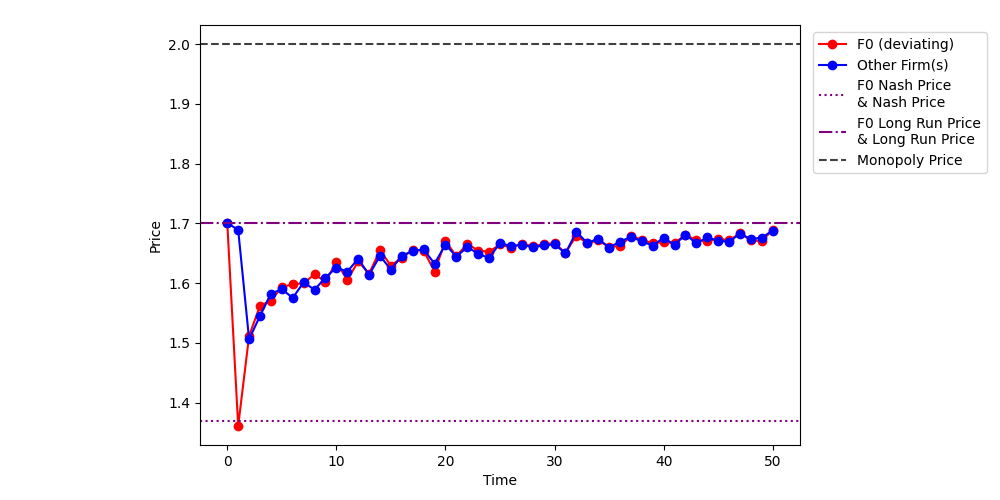 2.0
1.9
1.8
1.7
1.6
1.5
1.4
Price
0 10 20 30 40 50
Time
F0 (deviating)
Other Firm(s)
F0 Nash Price
& Nash Price
F0 Long Run Price
& Long Run Price
Monopoly Price